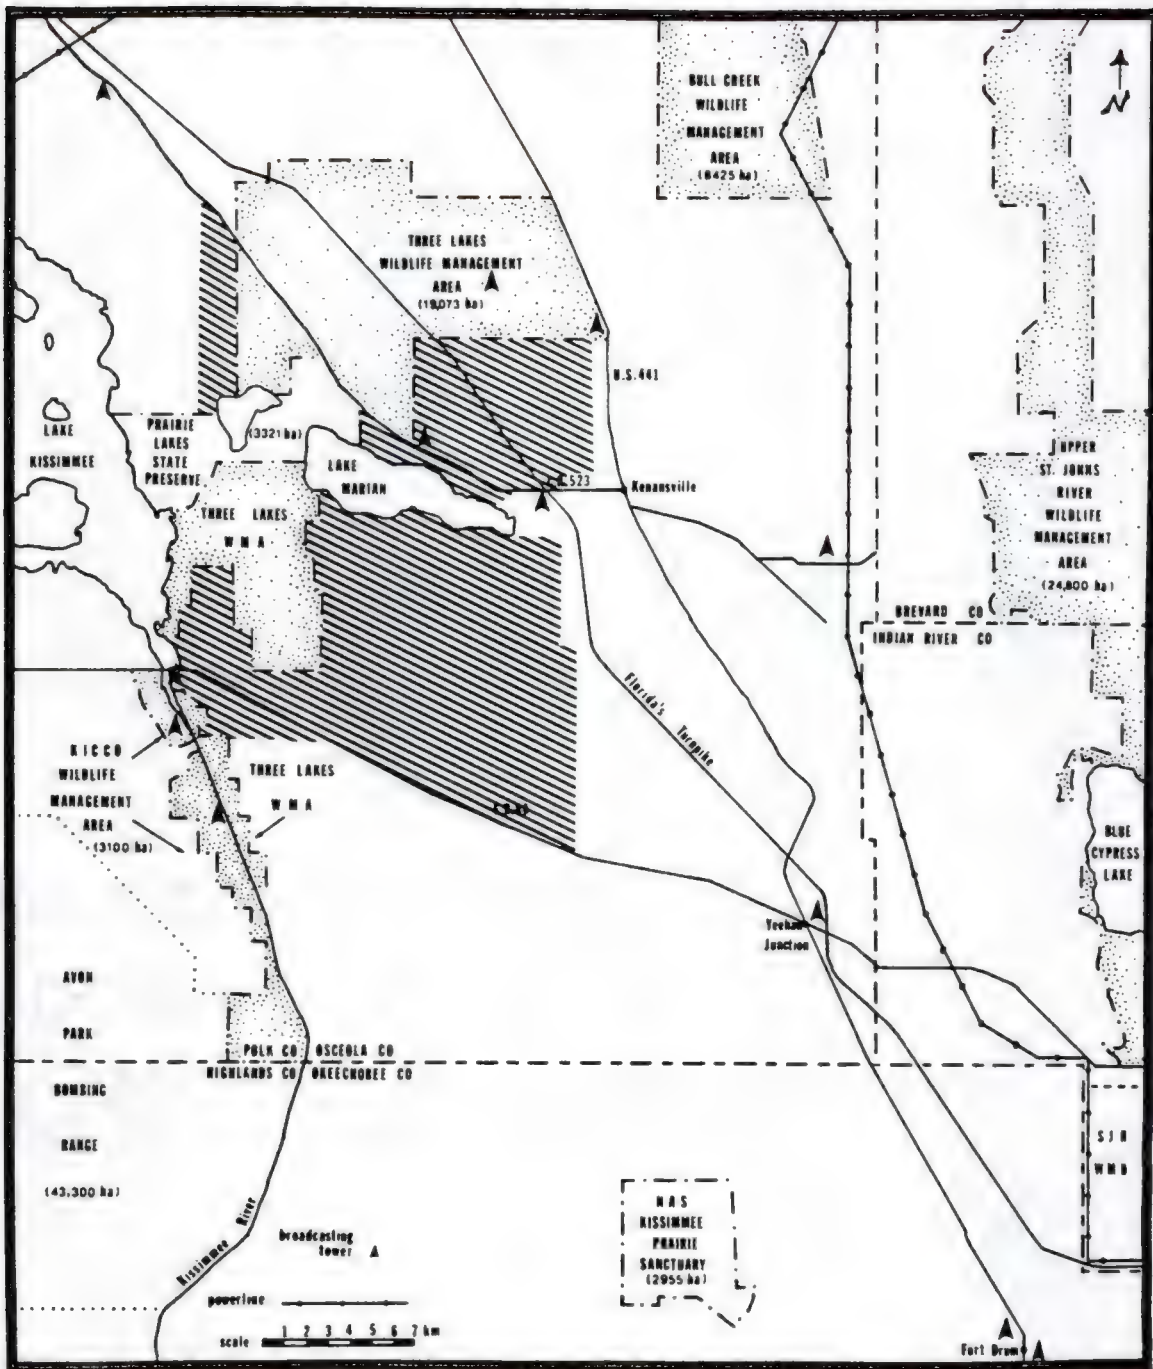 BULL CREEK
WILDLIFE
MANAGEMENT
AREA
(8425 ha)
N
THREE LAKES
WILDLIFE MANAGEMENT
AREA
(19,073 ha)
U.S.441
LAKE
KISSIMMEE
PRAIRIE
LAKES
STATE
PRESERVE
(3321 ha)
LAKE
MARIAN
523
Kenansville
UPPER
ST. JOHNS
RIVER
WILDLIFE
MANAGEMENT
AREA
(24,800 ha)
THREE LAKES
W M A
BREVARD CO
INDIAN RIVER CO
Florida's Turnpike
KICCO
WILDLIFE
MANAGEMENT
AREA
(3100 ha)
THREE LAKES
W M A
BLUE
CYPRESS
LAKE
Yeehaw
Junction
AVON
PARK
BOMBING
RANGE
(43,300 ha)
POLK CO OSCEOLA CO
HIGHLANDS CO OKEECHOBEE CO
S J R
W M D
NAS
KISSIMMEE
PRAIRIE
SANCTUARY
(2955 ha)
Kissimmee River
broadcasting
tower
powerline
scale 1 2 3 4 5 6 7 km
Fort Drum